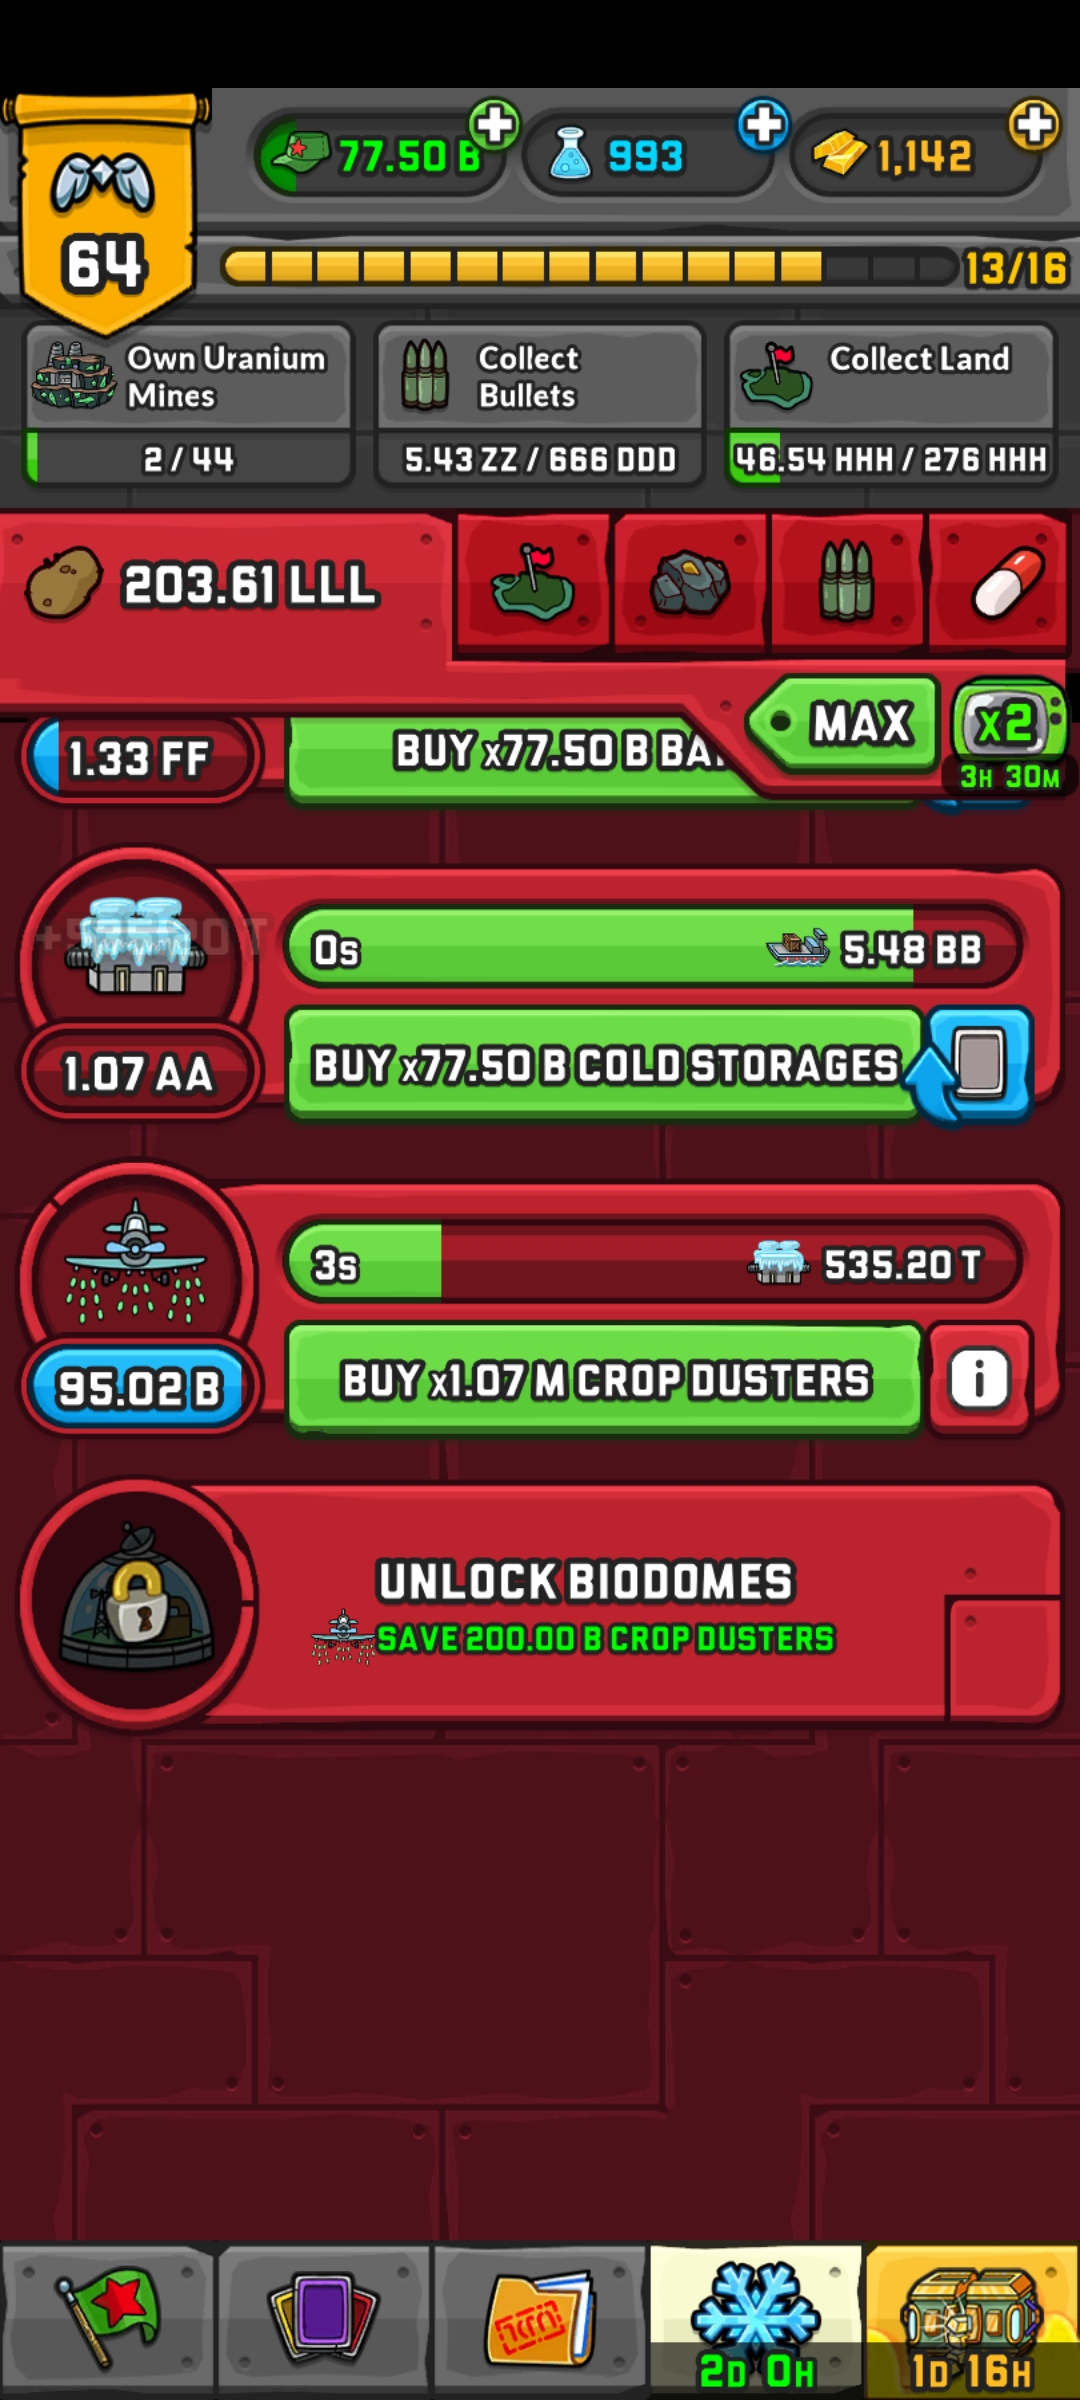 77.50 B
993
1,142
64
13/16
Own Uranium
Mines
2 / 44
Collect
Bullets
5.43 ZZ / 666 DDD
Collect Land
46.54 HHH / 276 HHH
203.61 LLL
MAX
X2
3H 30M
1.33 FF
BUY x77.50 B
0s
5.48 BB
1.07 AA
BUY x77.50 B COLD STORAGES
3s
535.20 T
95.02 B
BUY x1.07 M CROP DUSTERS
i
UNLOCK BIODOMES
SAVE 200.00 B CROP DUSTERS
2D 0H
1D 16H